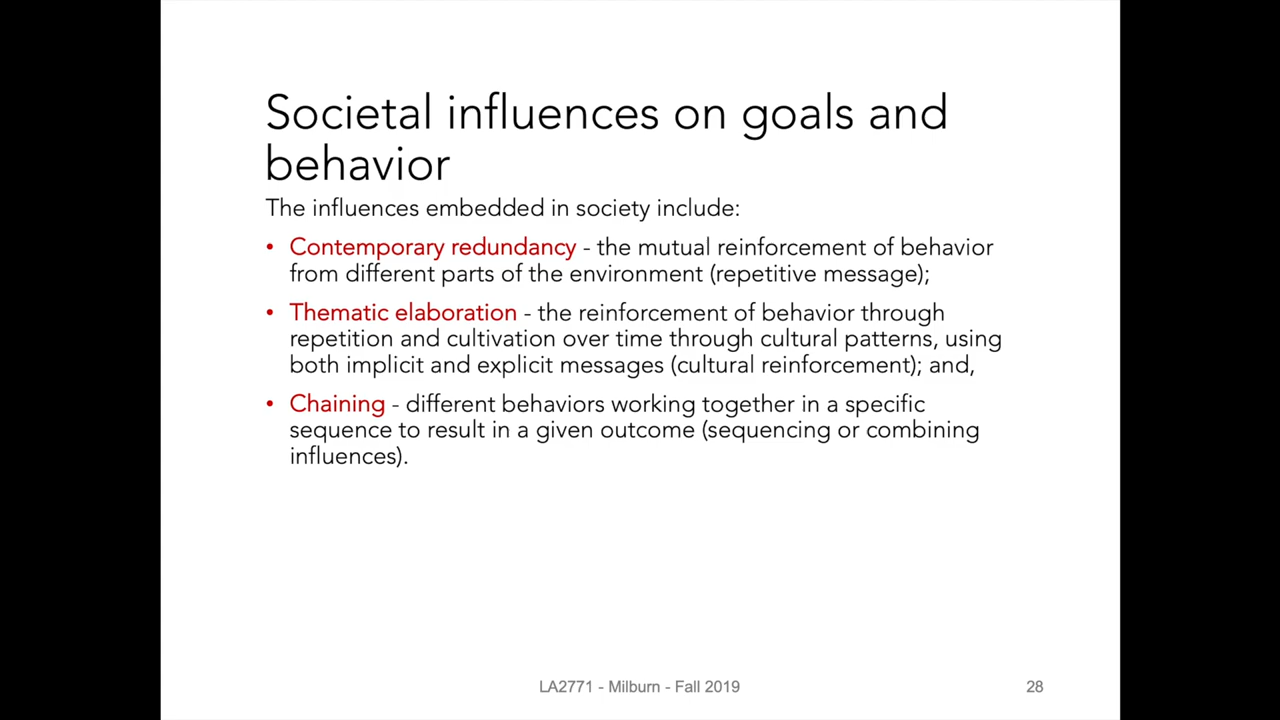 Societal influences on goals and
behavior
The influences embedded in society include:
• Contemporary redundancy - the mutual reinforcement of behavior
from different parts of the environment (repetitive message);
• Thematic elaboration - the reinforcement of behavior through
repetition and cultivation over time through cultural patterns, using
both implicit and explicit messages (cultural reinforcement); and,
• Chaining - different behaviors working together in a specific
sequence to result in a given outcome (sequencing or combining
influences).
LA2771 - Milburn - Fall 2019
28